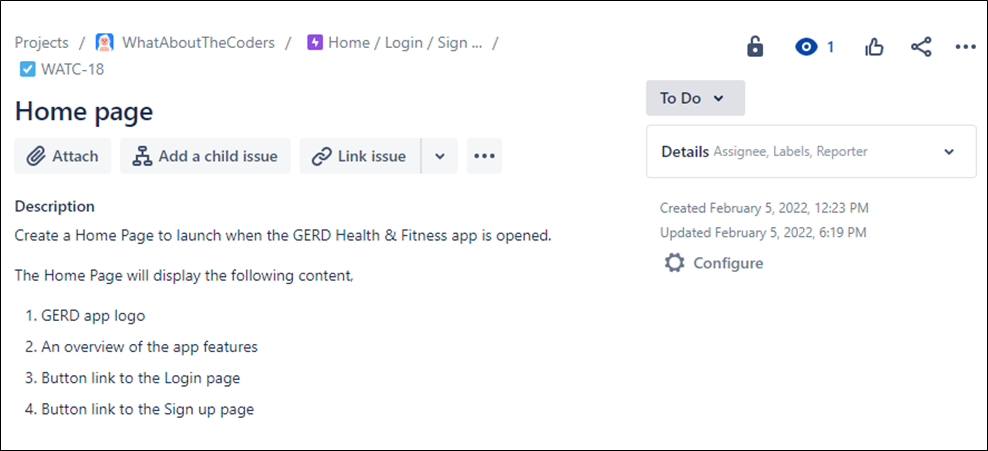 Projects / WhatAboutTheCoders / Home / Login / Sign ... /
1
WATC-18
Home page
To Do
Attach
Add a child issue
Link issue
Details Assignee, Labels, Reporter
Description
Create a Home Page to launch when the GERD Health & Fitness app is opened.
The Home Page will display the following content,
1. GERD app logo
2. An overview of the app features
3. Button link to the Login page
4. Button link to the Sign up page
Created February 5, 2022, 12:23 PM
Updated February 5, 2022, 6:19 PM
Configure